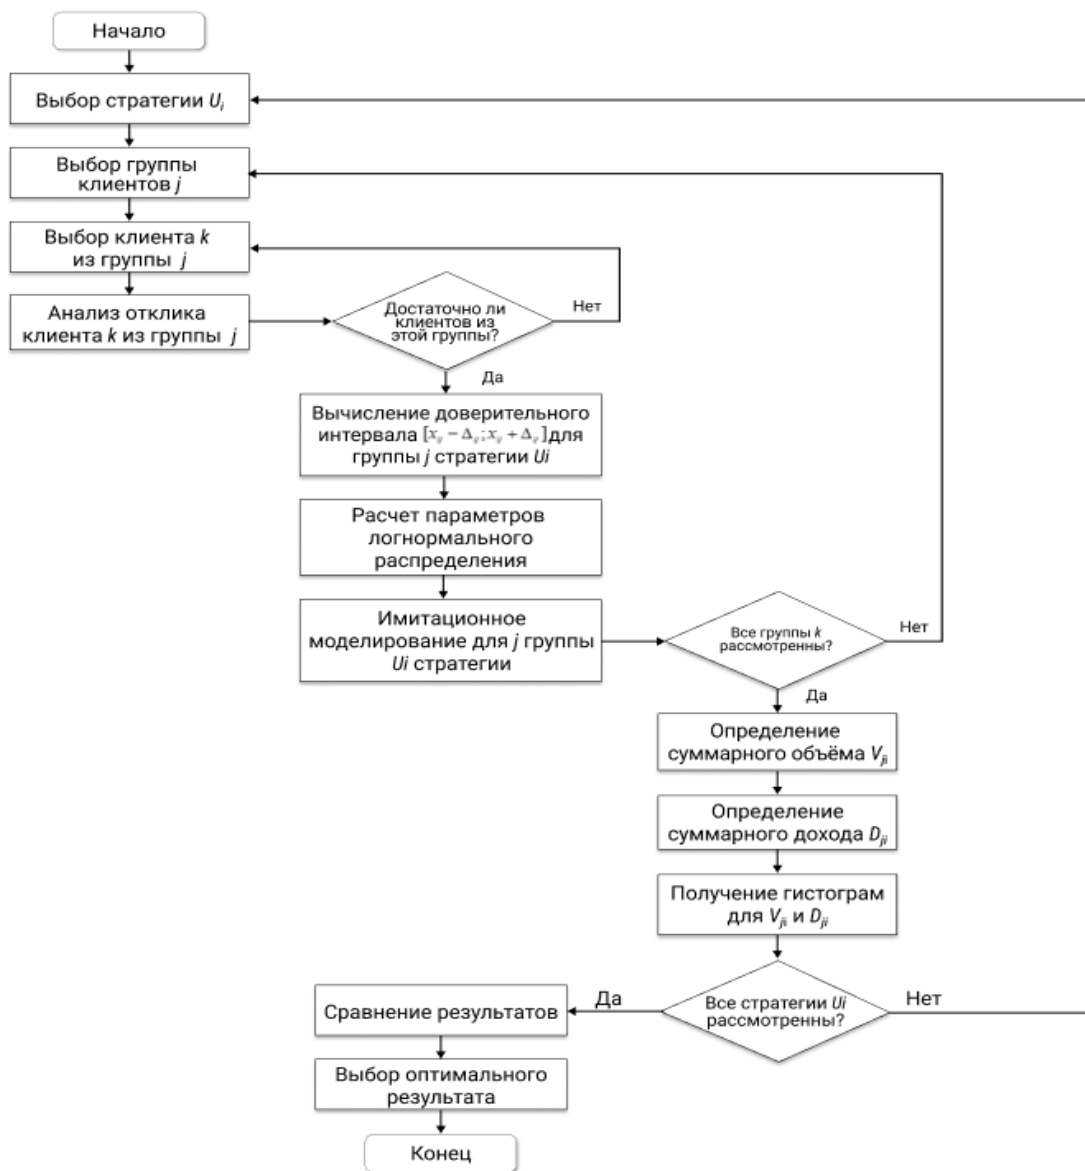 Начало
Выбор стратегии Ui
Выбор группы
клиентов j
Выбор клиента k
из группы j
Анализ отклика
клиента k из группы j
Достаточно ли
клиентов из
этой группы?
Нет
Да
Вычисление доверительного
интервала [xij − Δij; xij + Δij] для
группы j стратегии Ui
Расчет параметров
логнормального
распределения
Имитационное
моделирование для j группы
Ui стратегии
Все группы k
рассмотренны?
Нет
Да
Определение
суммарного объёма Vji
Определение
суммарного дохода Dji
Получение гистограм
для Vji и Dji
Все стратегии Ui
рассмотренны?
Да
Нет
Сравнение результатов
Выбор оптимального
результата
Конец